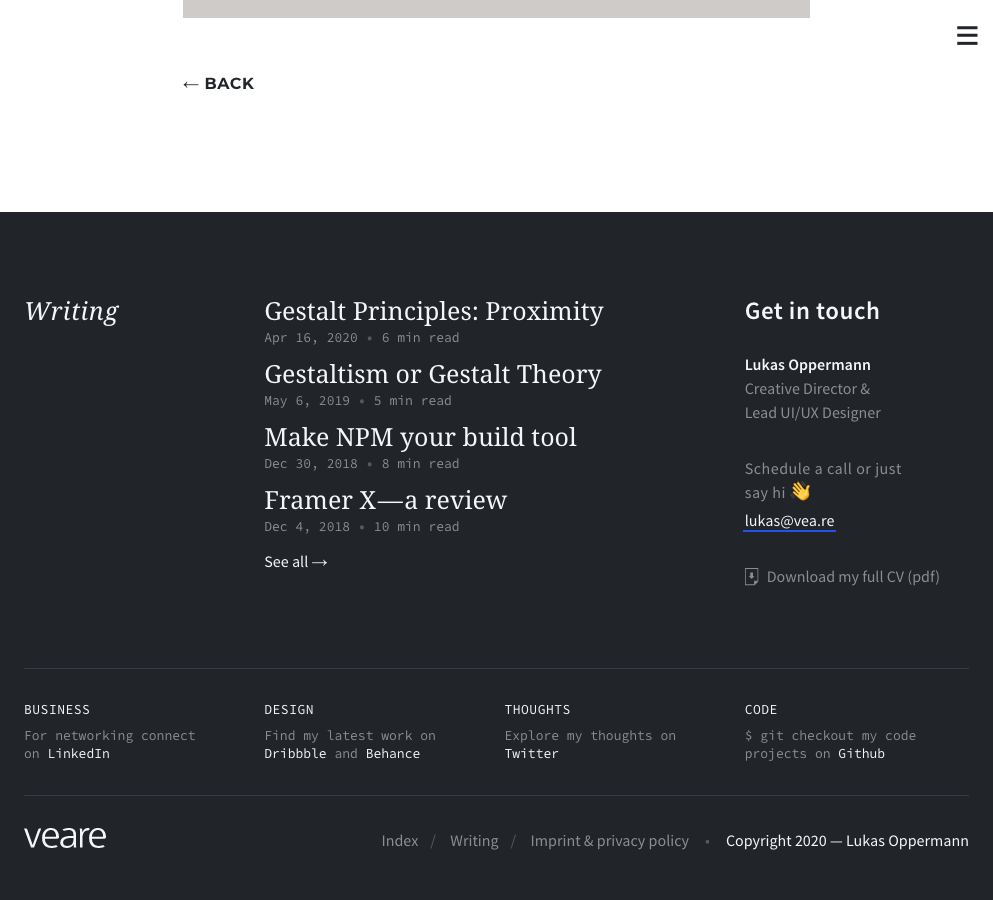 ← BACK
Writing
Gestalt Principles: Proximity
Apr 16, 2020 • 6 min read
Gestaltism or Gestalt Theory
May 6, 2019 • 5 min read
Make NPM your build tool
Dec 30, 2018 • 8 min read
Framer X—a review
Dec 4, 2018 • 10 min read
See all →
Get in touch
Lukas Oppermann
Creative Director &
Lead UI/UX Designer
Schedule a call or just
say hi 👋
lukas@vea.re
Download my full CV (pdf)
BUSINESS
For networking connect
on LinkedIn
DESIGN
Find my latest work on
Dribbble and Behance
THOUGHTS
Explore my thoughts on
Twitter
CODE
$ git checkout my code
projects on Github
veare
Index / Writing / Imprint & privacy policy • Copyright 2020 — Lukas Oppermann